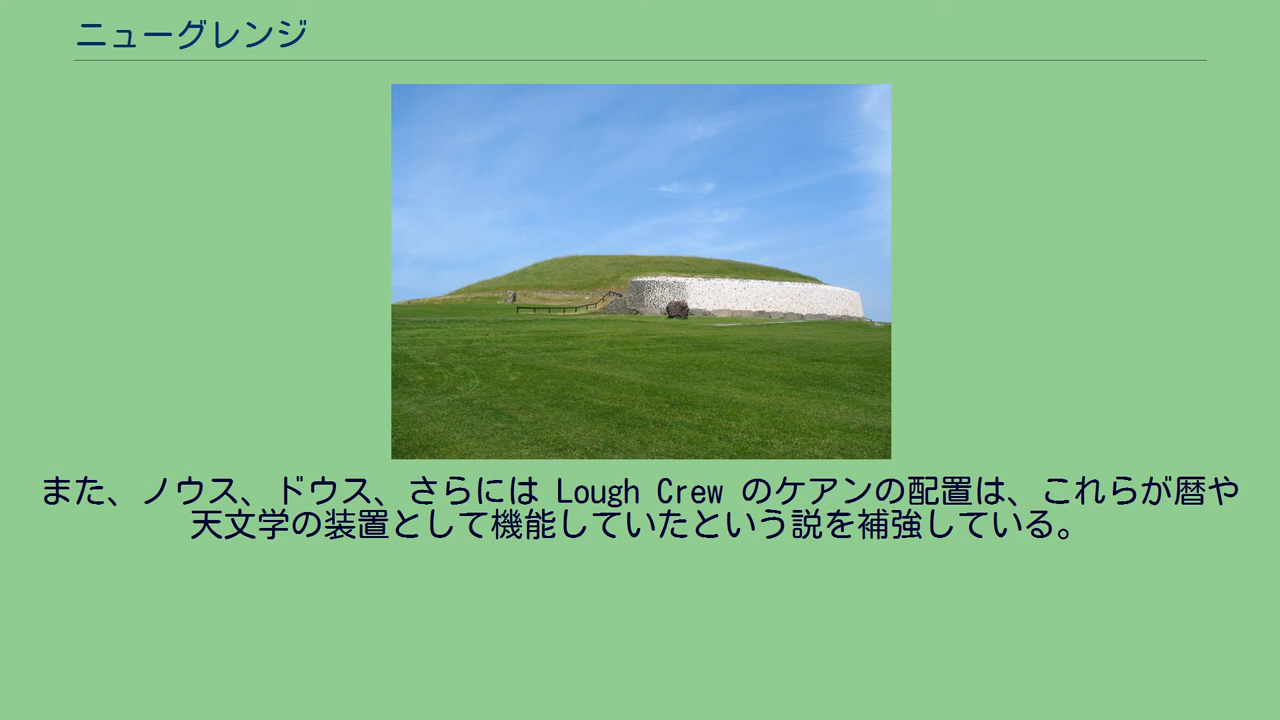 ニューグレンジ
また、ノウス、ドウス、さらには Lough Crew のケアンの配置は、これらが暦や
天文学の装置として機能していたという説を補強している。